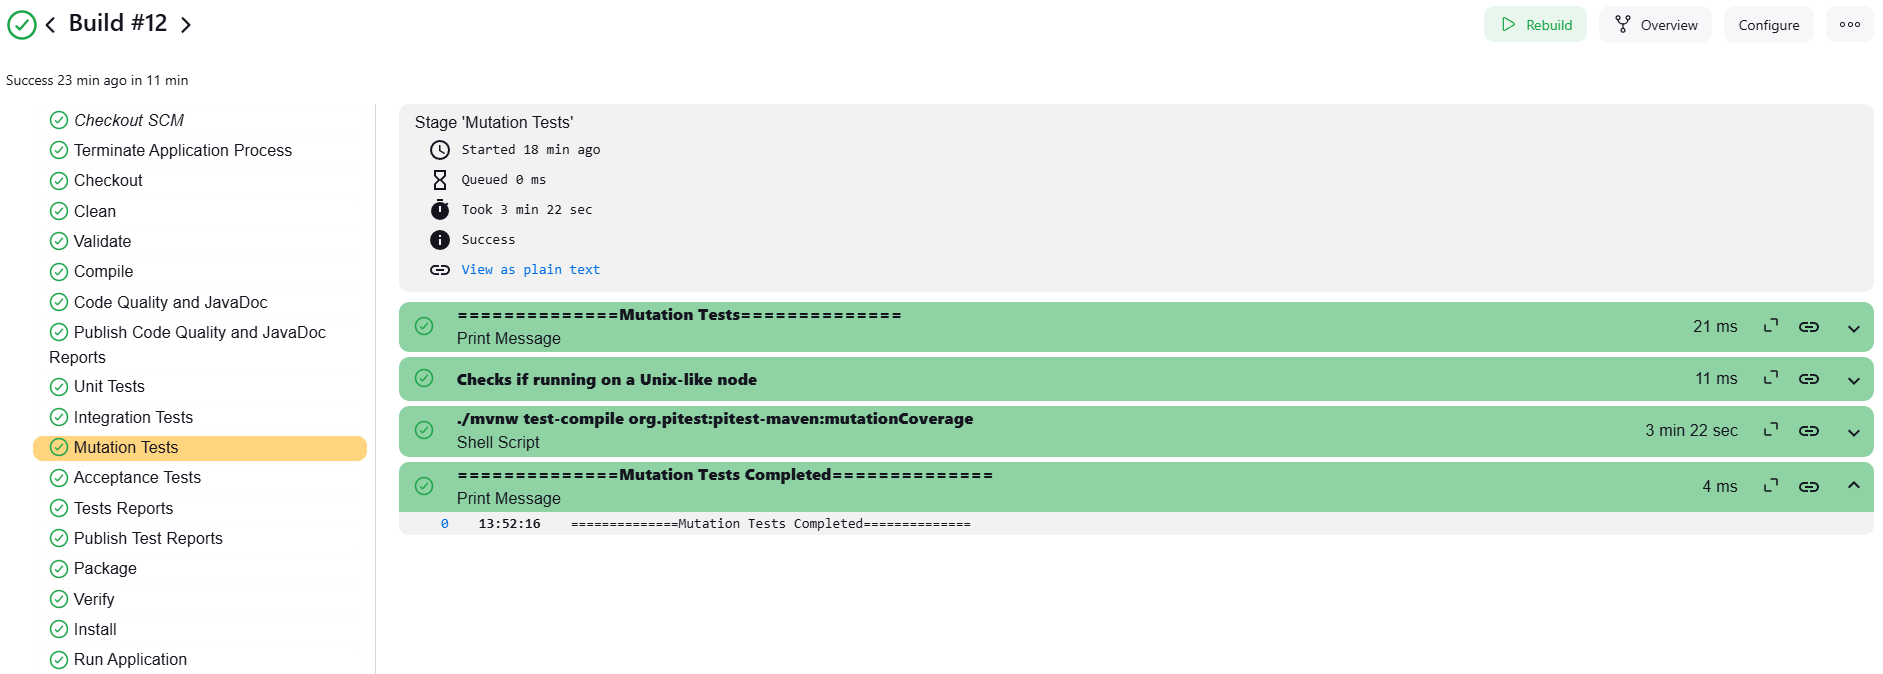 Build #12
Rebuild
Overview
Configure
Success 23 min ago in 11 min
Checkout SCM
Terminate Application Process
Checkout
Clean
Validate
Compile
Code Quality and JavaDoc
Publish Code Quality and JavaDoc
Reports
Unit Tests
Integration Tests
Mutation Tests
Acceptance Tests
Tests Reports
Publish Test Reports
Package
Verify
Install
Run Application
Stage 'Mutation Tests'
Started 18 min ago
Queued 0 ms
Took 3 min 22 sec
Success
View as plain text
==============Mutation Tests==============
Print Message
21 ms
Checks if running on a Unix-like node
11 ms
./mvnw test-compile org.pitest:pitest-maven:mutationCoverage
Shell Script
3 min 22 sec
==============Mutation Tests Completed==============
Print Message
4 ms
0 13:52:16 ==============Mutation Tests Completed==============